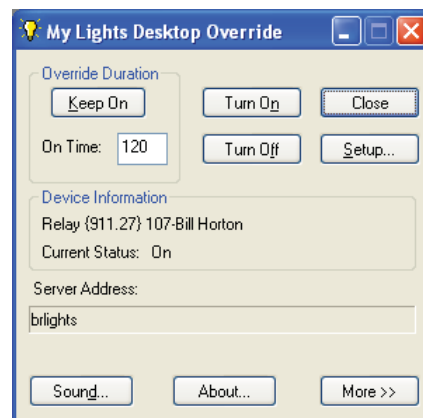 My Lights Desktop Override
Override Duration
Keep On
Turn On
Close
On Time: 120
Turn Off
Setup...
Device Information
Relay {911.27} 107-Bill Horton
Current Status: On
Server Address:
brlights
Sound...
About...
More >>